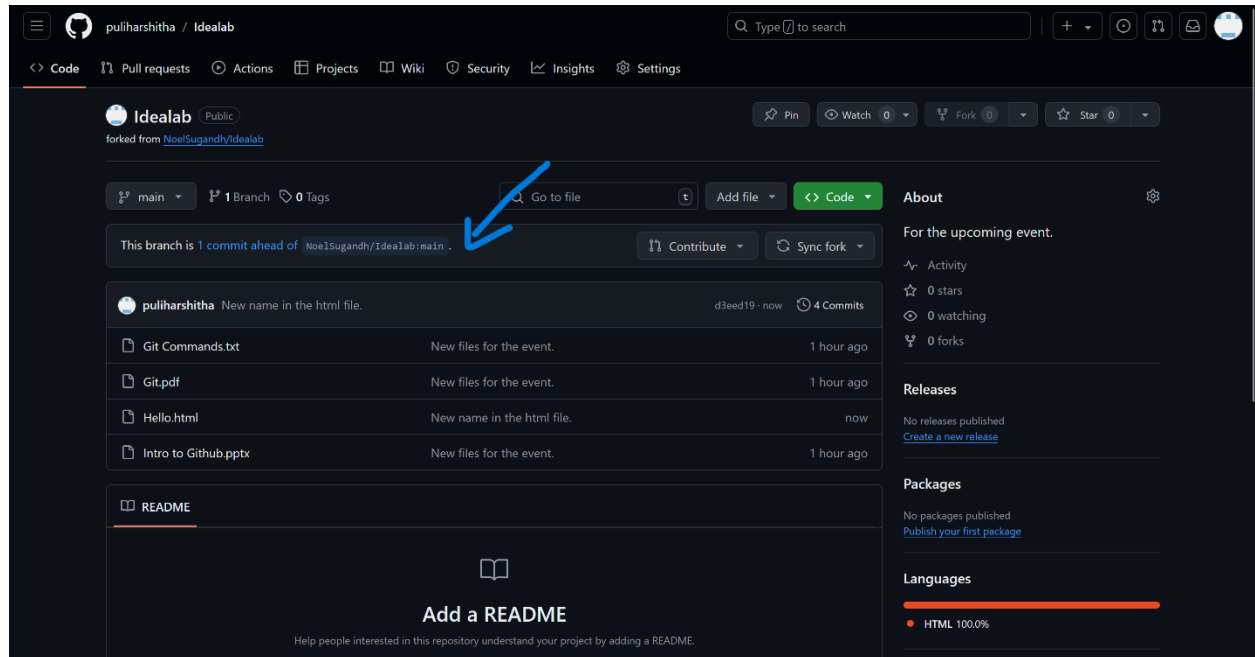 puliharshitha / Idealab
Type / to search
Code Pull requests Actions Projects Wiki Security Insights Settings
Idealab Public
Pin Watch 0 Fork 0 Star 0
forked from NoelSugandh/Idealab
main 1 Branch 0 Tags Go to file t Add file Code
This branch is 1 commit ahead of NoelSugandh/Idealab:main . Contribute Sync fork
puliharshitha New name in the html file. d3eed19 · now 4 Commits
Git Commands.txt New files for the event. 1 hour ago
Git.pdf New files for the event. 1 hour ago
Hello.html New name in the html file. now
Intro to Github.pptx New files for the event. 1 hour ago
README
Add a README
Help people interested in this repository understand your project by adding a README.
About
For the upcoming event.
Activity
0 stars
0 watching
0 forks
Releases
No releases published
Create a new release
Packages
No packages published
Publish your first package
Languages
HTML 100.0%